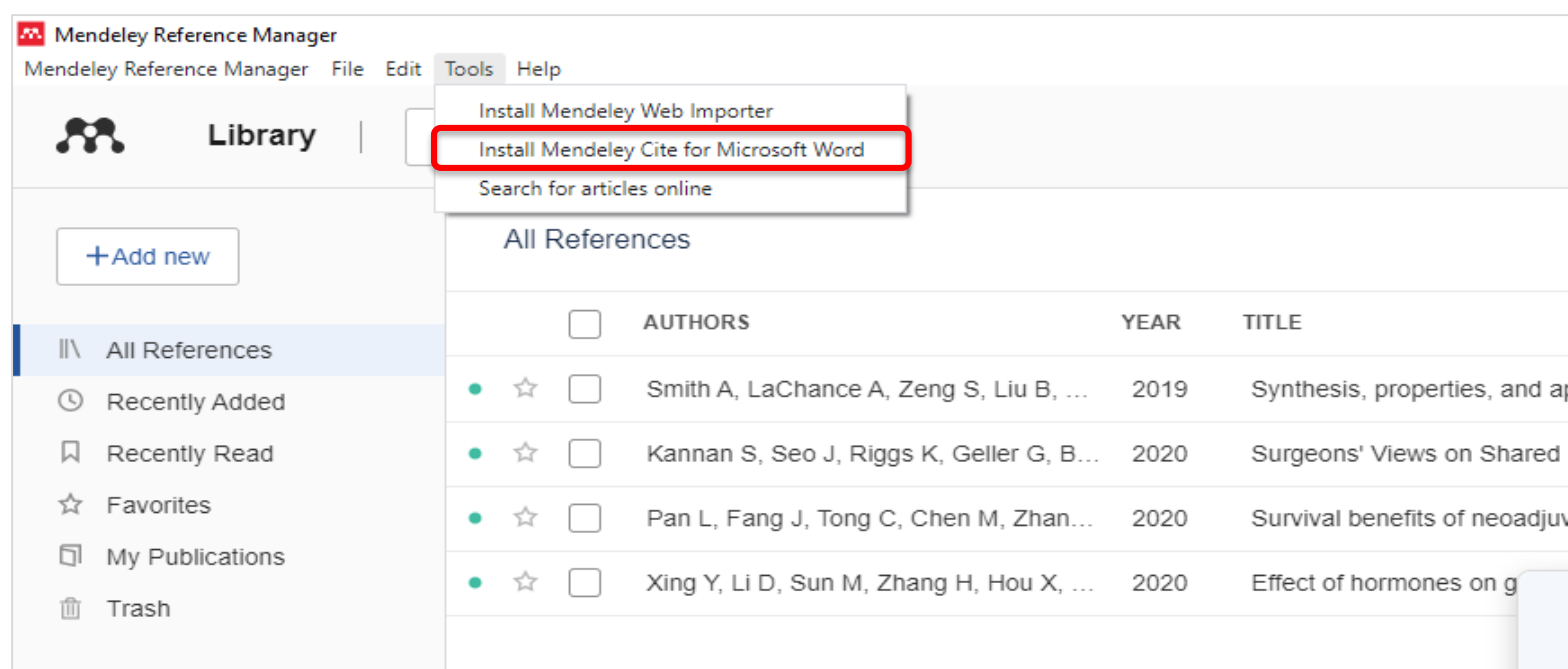 Mendeley Reference Manager
Mendeley Reference Manager File Edit Tools Help
Install Mendeley Web Importer
Install Mendeley Cite for Microsoft Word
Search for articles online
Library
+Add new
All References
Recently Added
Recently Read
Favorites
My Publications
Trash
All References
AUTHORS YEAR TITLE
Smith A, LaChance A, Zeng S, Liu B, ... 2019 Synthesis, properties, and
Kannan S, Seo J, Riggs K, Geller G, B... 2020 Surgeons' Views on Shared
Pan L, Fang J, Tong C, Chen M, Zhan... 2020 Survival benefits of
Xing Y, Li D, Sun M, Zhang H, Hou X, ... 2020 Effect of hormones on